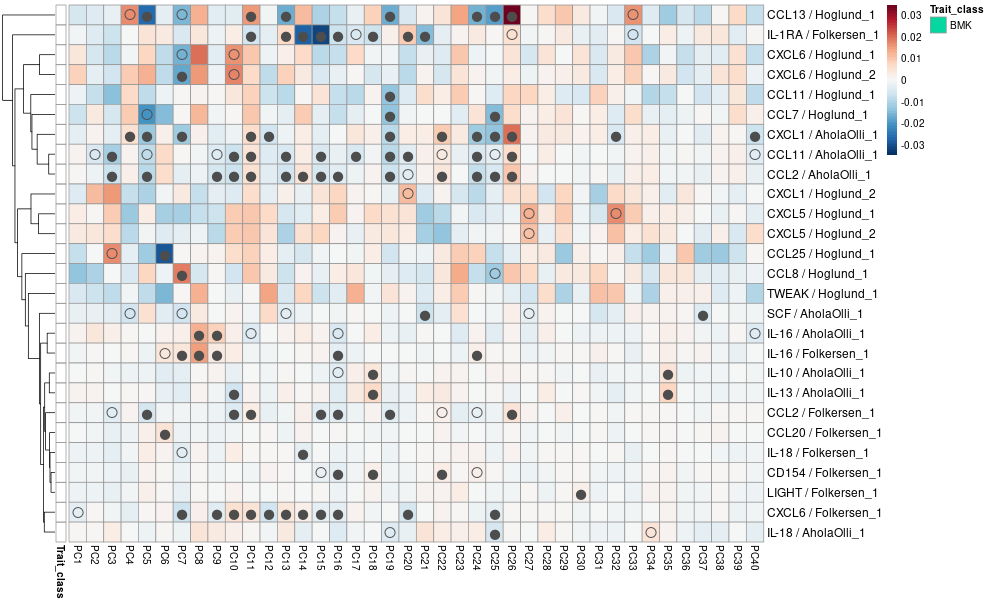 Trait_class
BMK
0.03
0.02
0.01
0
-0.01
-0.02
-0.03
CCL13 / Hoglund_1
IL-1RA / Folkersen_1
CXCL6 / Hoglund_1
CXCL6 / Hoglund_2
CCL11 / Hoglund_1
CCL7 / Hoglund_1
CXCL1 / AholaOlli_1
CCL11 / AholaOlli_1
CCL2 / AholaOlli_1
CXCL1 / Hoglund_2
CXCL5 / Hoglund_1
CXCL5 / Hoglund_2
CCL25 / Hoglund_1
CCL8 / Hoglund_1
TWEAK / Hoglund_1
SCF / AholaOlli_1
IL-16 / AholaOlli_1
IL-16 / Folkersen_1
IL-10 / AholaOlli_1
IL-13 / AholaOlli_1
CCL2 / Folkersen_1
CCL20 / Folkersen_1
IL-18 / Folkersen_1
CD154 / Folkersen_1
LIGHT / Folkersen_1
CXCL6 / Folkersen_1
IL-18 / AholaOlli_1
Trait_class
PC1
PC2
PC3
PC4
PC5
PC6
PC7
PC8
PC9
PC10
PC11
PC12
PC13
PC14
PC15
PC16
PC17
PC18
PC19
PC20
PC21
PC22
PC23
PC24
PC25
PC26
PC27
PC28
PC29
PC30
PC31
PC32
PC33
PC34
PC35
PC36
PC37
PC38
PC39
PC40